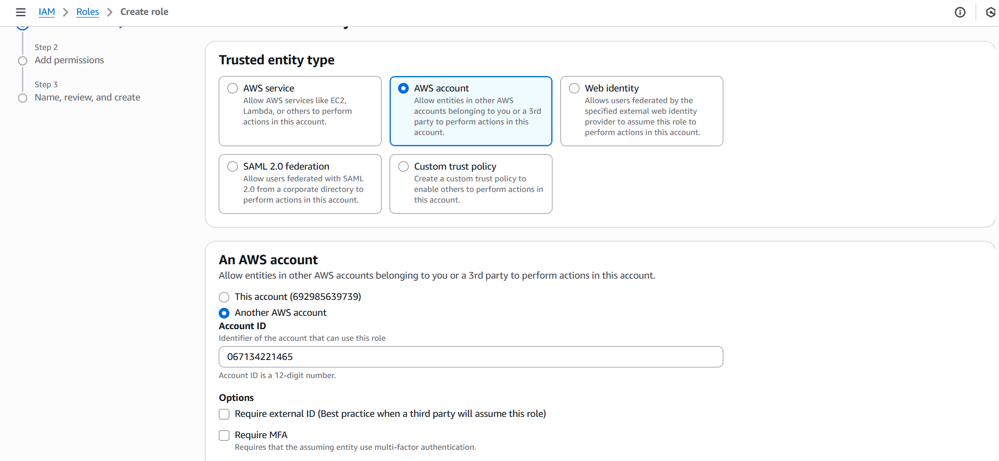 IAM > Roles > Create role
Step 2
Add permissions
Step 3
Name, review, and create
Trusted entity type
AWS service
Allow AWS services like EC2,
Lambda, or others to perform
actions in this account.
AWS account
Allow entities in other AWS
accounts belonging to you or a 3rd
party to perform actions in this
account.
Web identity
Allows users federated by the
specified external web identity
provider to assume this role to
perform actions in this account.
SAML 2.0 federation
Allow users federated with SAML
2.0 from a corporate directory to
perform actions in this account.
Custom trust policy
Create a custom trust policy to
enable others to perform actions in
this account.
An AWS account
Allow entities in other AWS accounts belonging to you or a 3rd party to perform actions in this account.
This account (692985639739)
Another AWS account
Account ID
Identifier of the account that can use this role
067134221465
Account ID is a 12-digit number.
Options
Require external ID (Best practice when a third party will assume this role)
Require MFA
Requires that the assuming entity use multi-factor authentication.